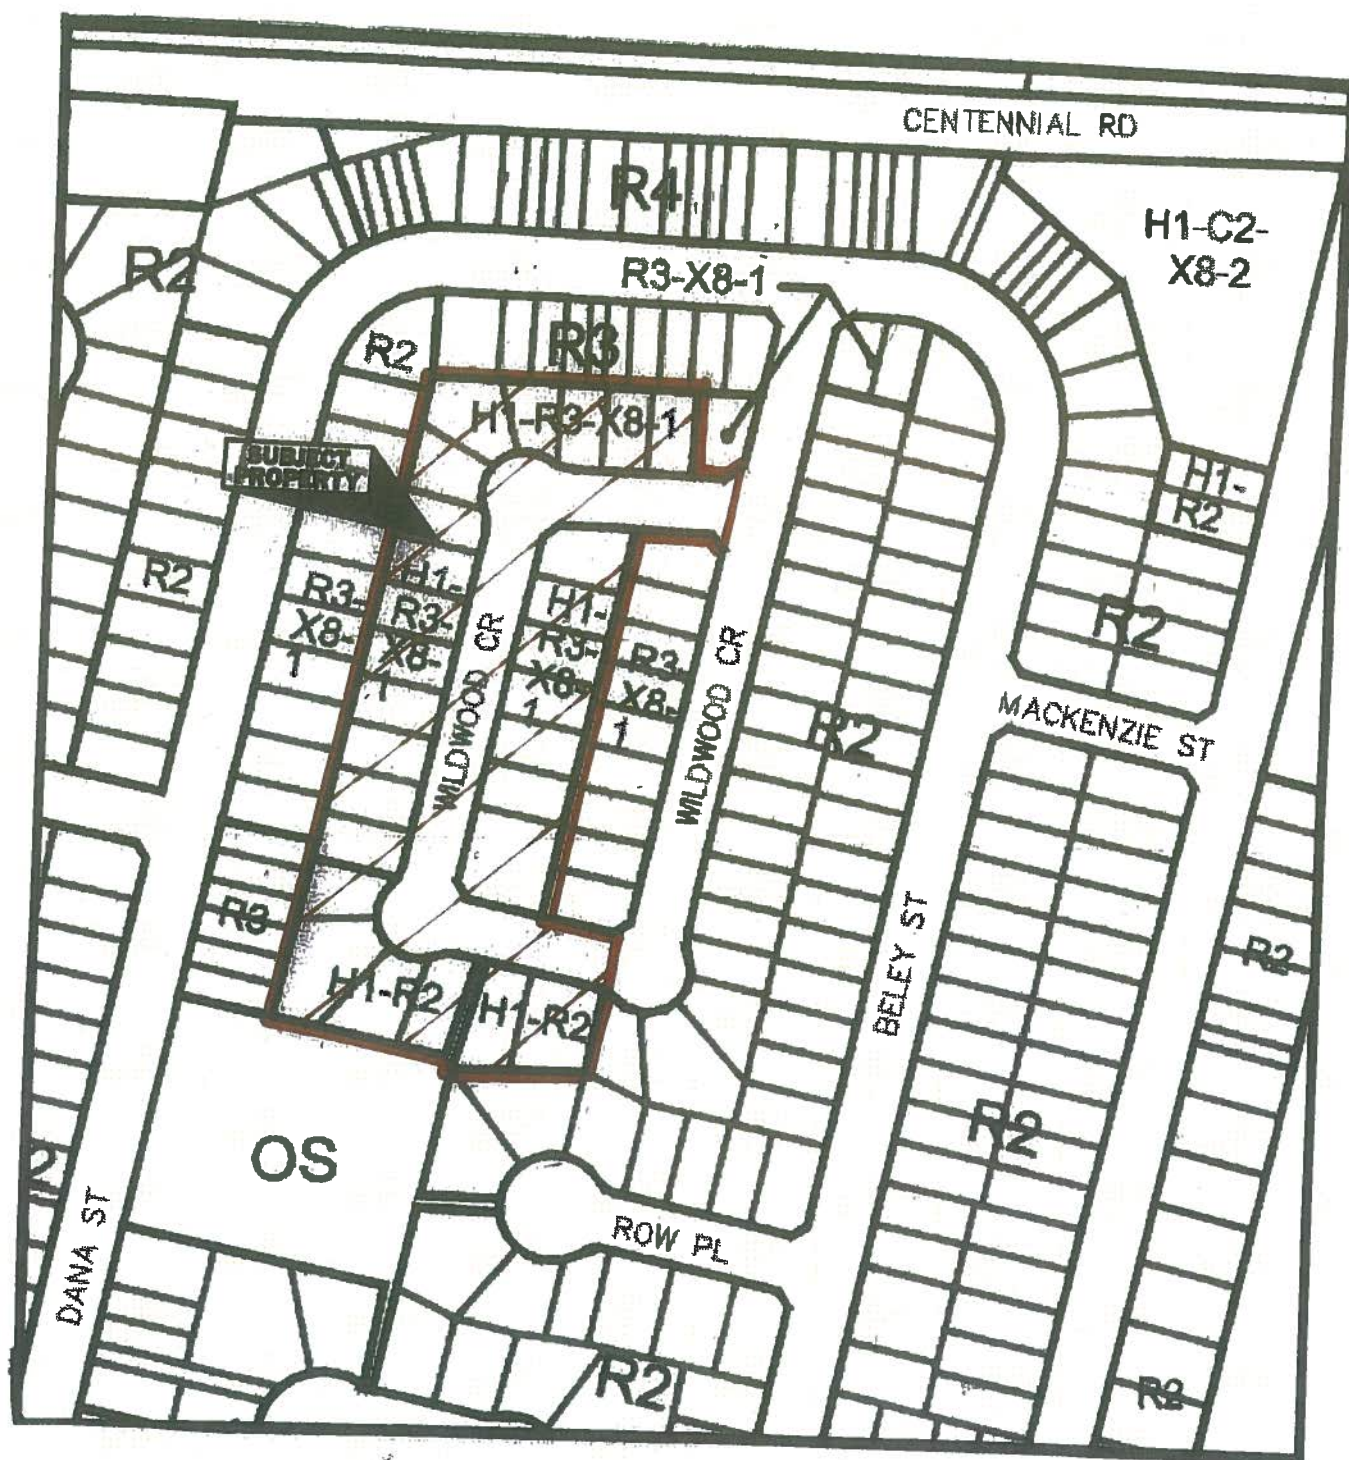 CENTENNIAL RD
R4
H1-C2-
X8-2
R2
R3-X8-1
R2
R3
H1-R3-X8-1
SUBJECT
PROPERTY
H1-
R2
R2
R3-
X8-
1
H1-
R3-
X8-
1
H1-
R3-
X8-
1
R3-
X8-
1
WILDWOOD CR
WILDWOOD CR
R2
R2
MACKENZIE ST
R3
BELEY ST
R2
H1-R2
H1-R2
R2
OS
2
DANA ST
ROW PL
R2
R2